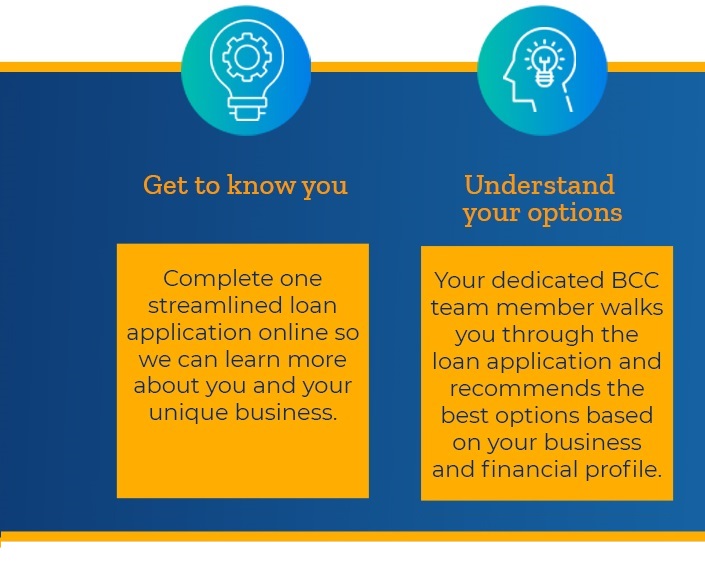 Get to know you
Complete one
streamlined loan
application online so
we can learn more
about you and your
unique business.
Understand
your options
Your dedicated BCC
team member walks
you through the
loan application and
recommends the
best options based
on your business
and financial profile.